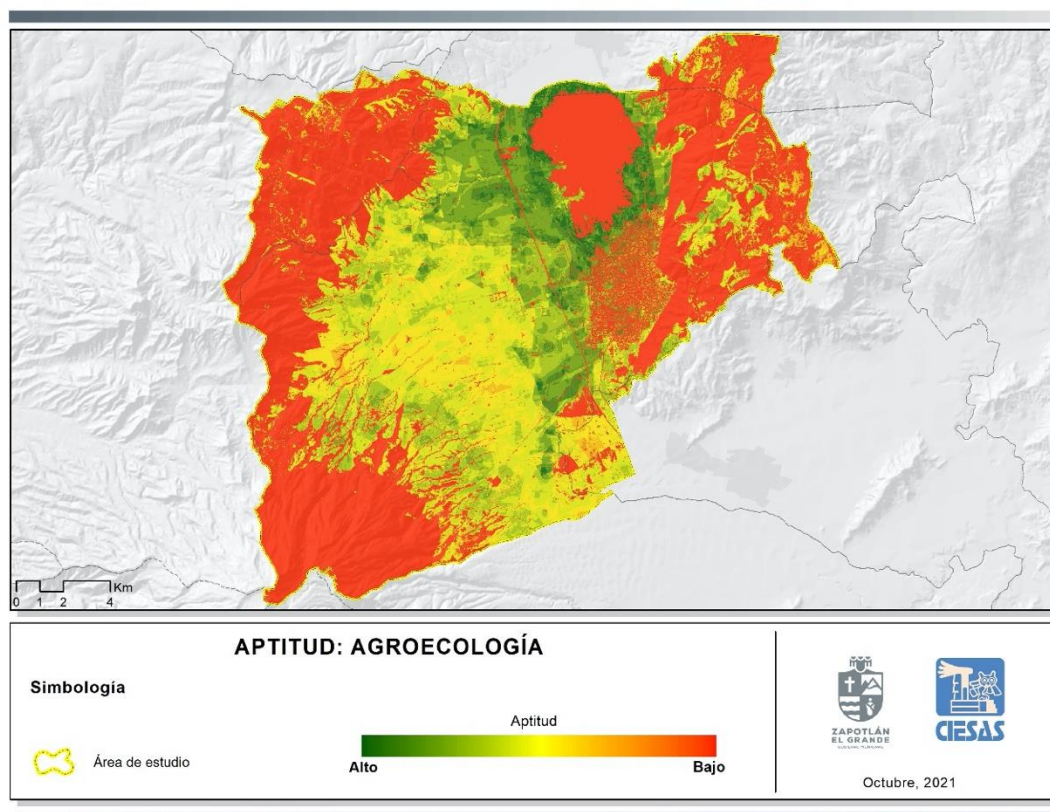 Km
0 1 2 4
APTITUD: AGROECOLOGÍA
Simbología
Área de estudio
Aptitud
Alto
Bajo
ZAPOTLÁN
EL GRANDE
CIESAS
Octubre, 2021